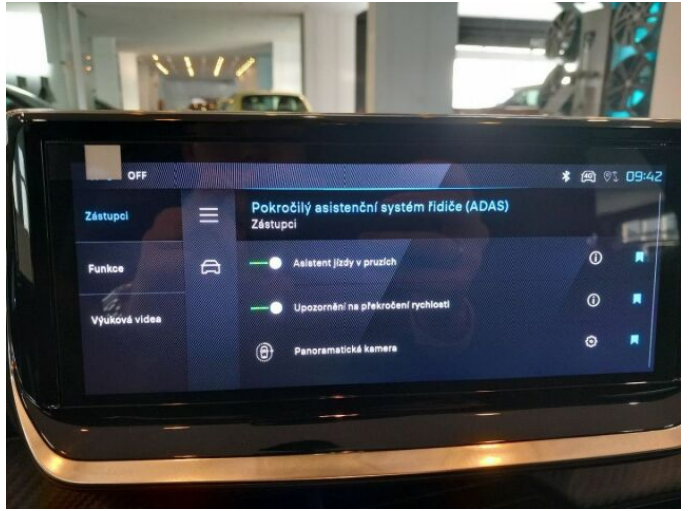 OFF
4G
09:42
Zástupci
Pokročilý asistenční systém řidiče (ADAS)
Zástupci
Funkce
Asistent jízdy v pruzích
Výuková videa
Upozornění na překročení rychlosti
Panoramatická kamera